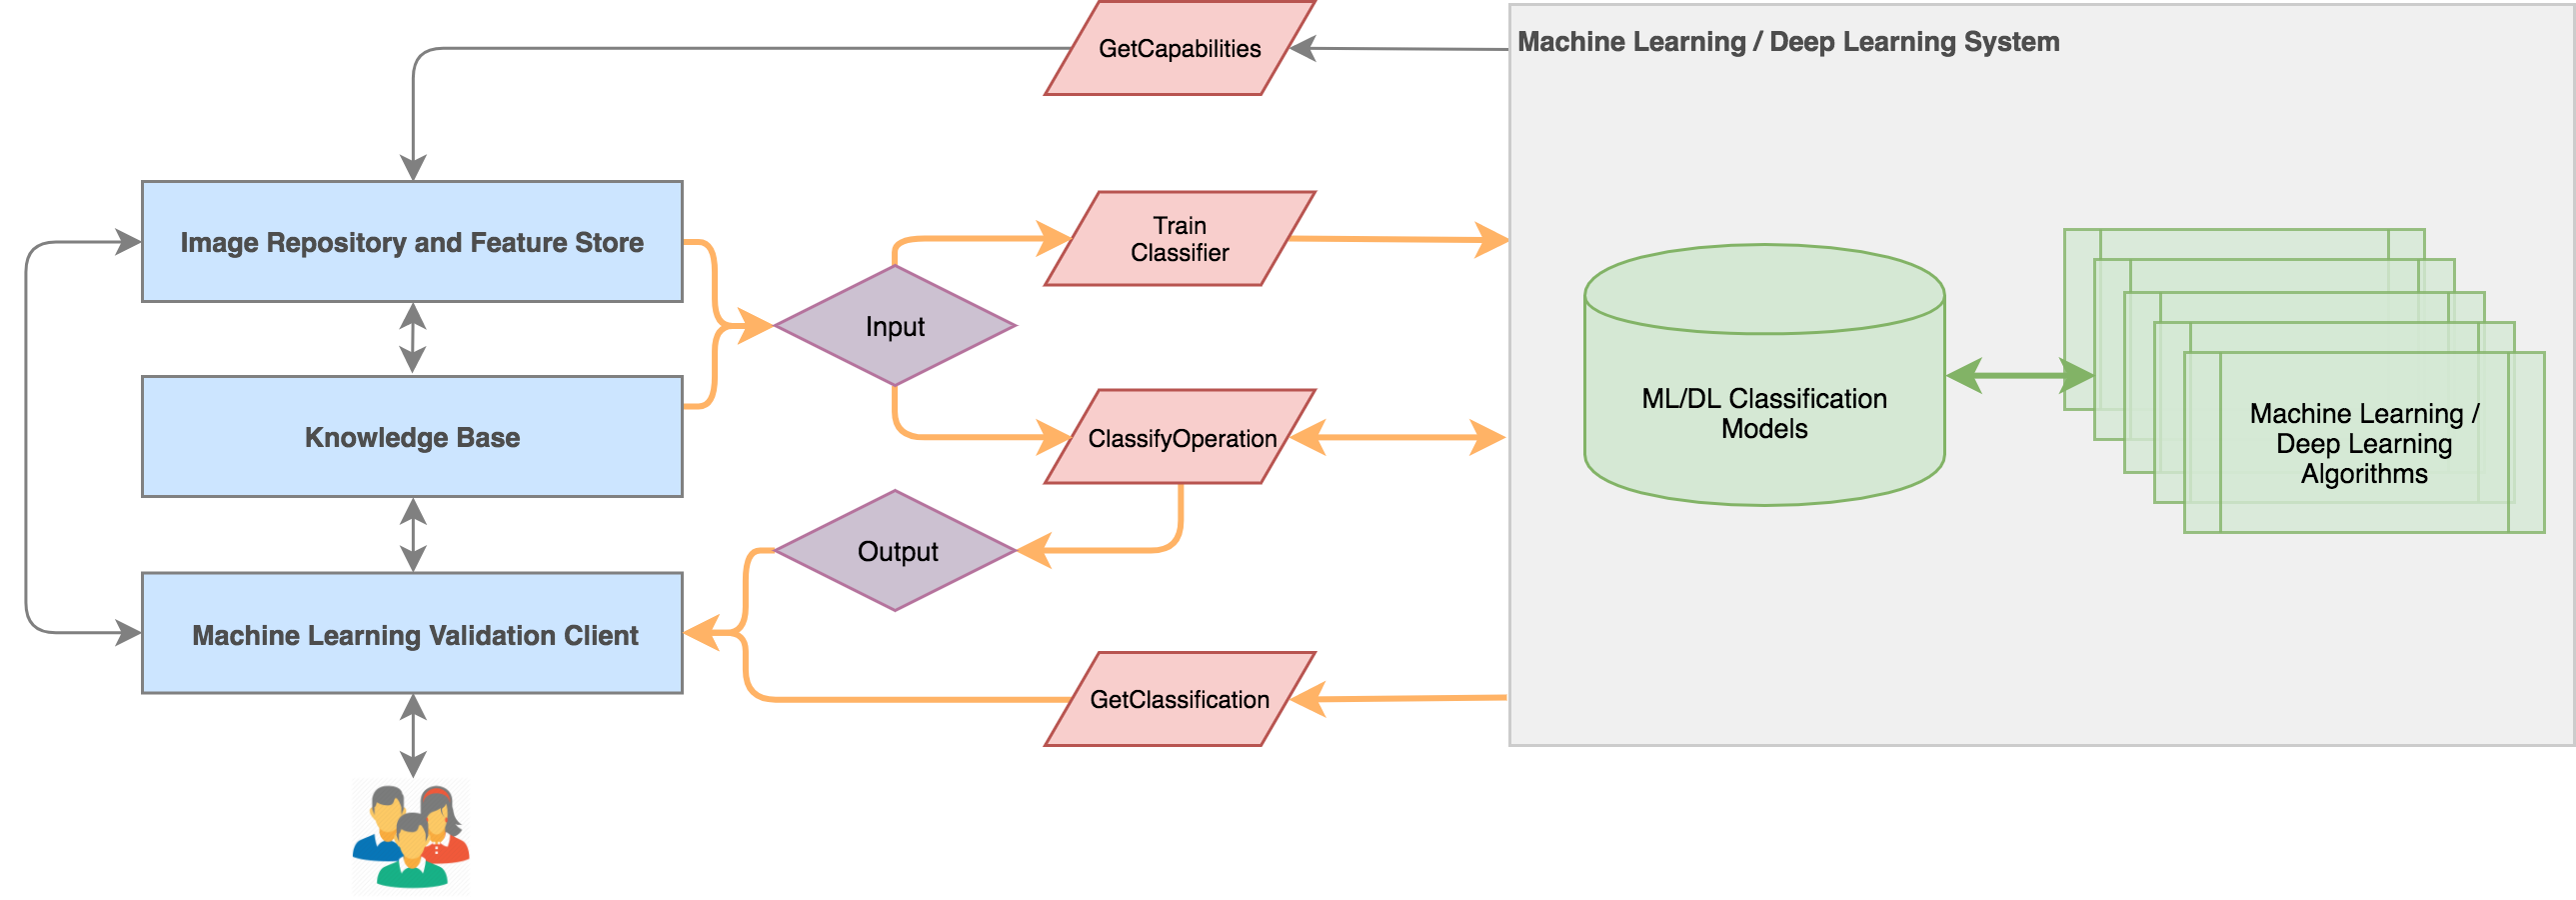 GetCapabilities
Machine Learning / Deep Learning System
Image Repository and Feature Store
Train
Classifier
Input
Knowledge Base
ClassifyOperation
ML/DL Classification
Models
Machine Learning /
Deep Learning
Algorithms
Output
Machine Learning Validation Client
GetClassification